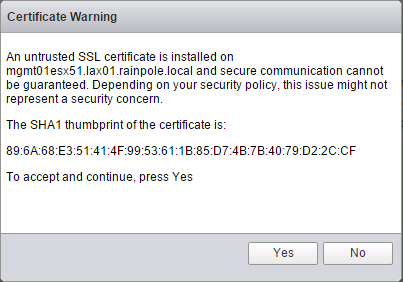 Certificate Warning
An untrusted SSL certificate is installed on
mgmt01esx51.lax01.rainpole.local and secure communication cannot
be guaranteed. Depending on your security policy, this issue might not
represent a security concern.
The SHA1 thumbprint of the certificate is:
89:6A:68:E3:51:41:4F:99:53:61:1B:85:D7:4B:7B:40:79:D2:2C:CF
To accept and continue, press Yes
Yes
No